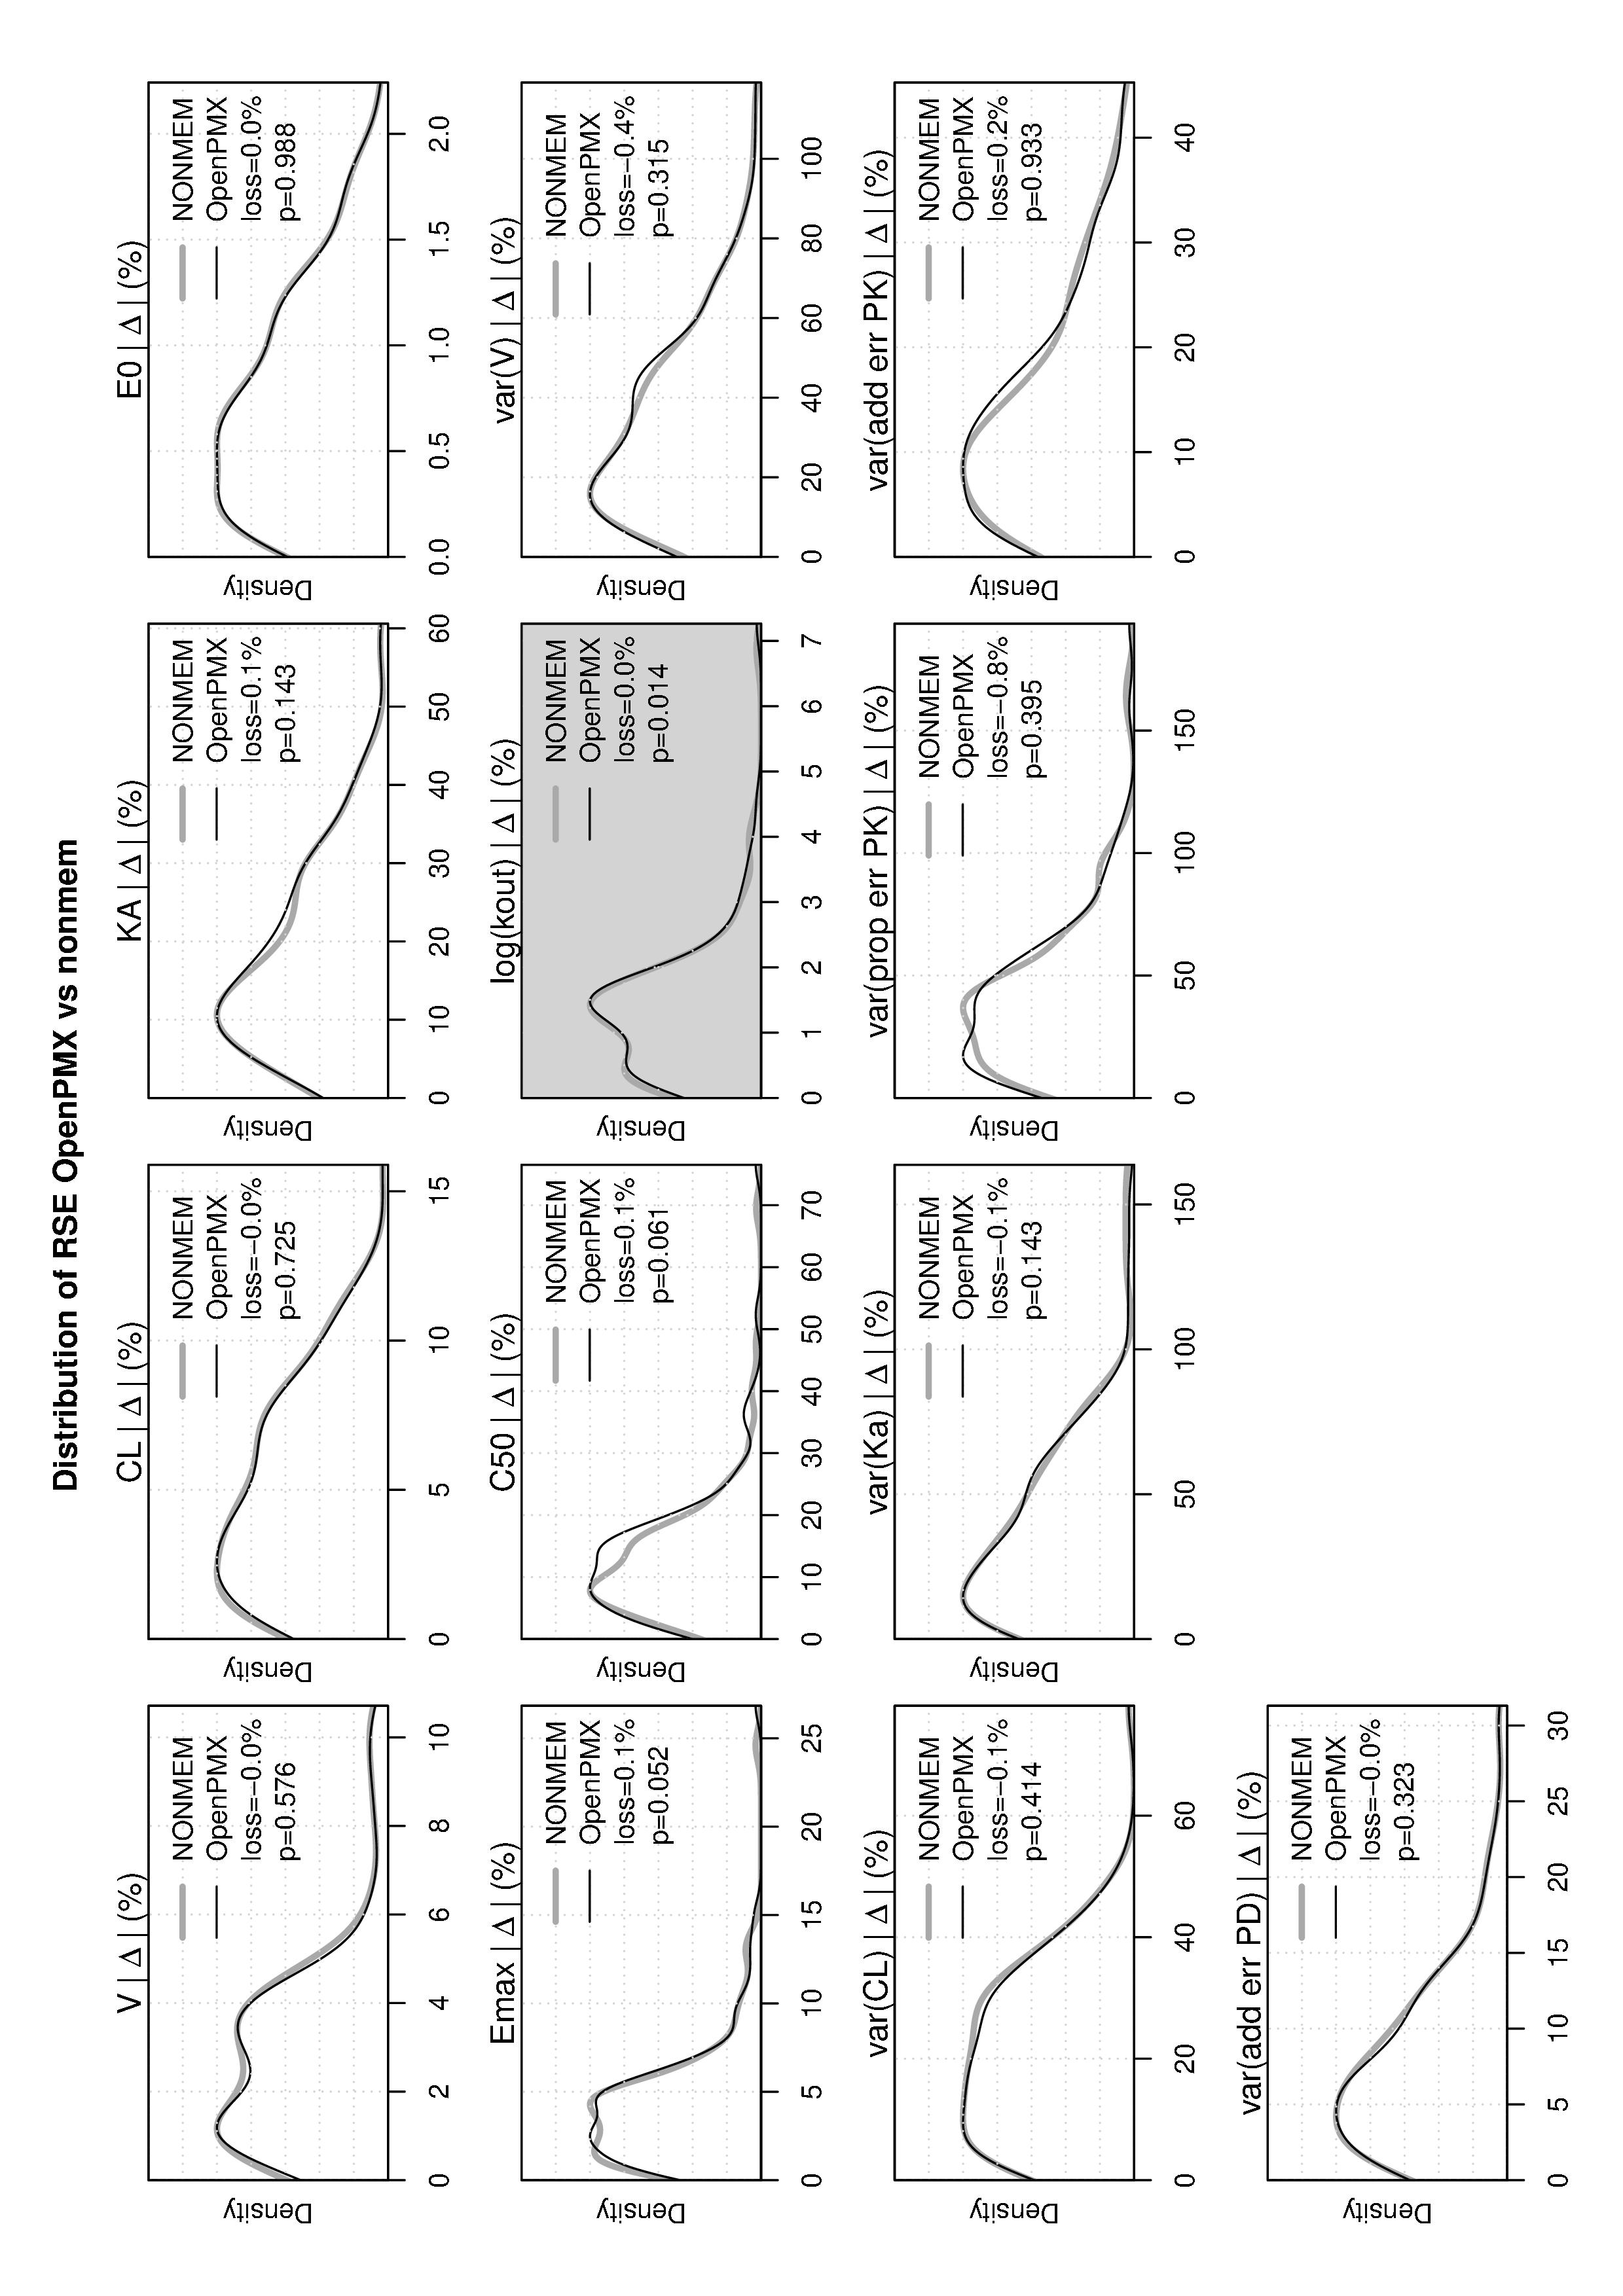 Distribution of RSE OpenPMX vs nonmem
V | Δ | (%)
Density
NONMEM
OpenPMX
loss=−0.0%
p=0.576
0 2 4 6 8 10
CL | Δ | (%)
Density
NONMEM
OpenPMX
loss=−0.0%
p=0.725
0 5 10 15
KA | Δ | (%)
Density
NONMEM
OpenPMX
loss=0.1%
p=0.143
0 10 20 30 40 50 60
E0 | Δ | (%)
Density
NONMEM
OpenPMX
loss=0.0%
p=0.988
0.0 0.5 1.0 1.5 2.0
Emax | Δ | (%)
Density
NONMEM
OpenPMX
loss=0.1%
p=0.052
0 5 10 15 20 25
C50 | Δ | (%)
Density
NONMEM
OpenPMX
loss=0.1%
p=0.061
0 10 20 30 40 50 60 70
log(kout) | Δ | (%)
Density
NONMEM
OpenPMX
loss=0.0%
p=0.014
0 1 2 3 4 5 6 7
var(V) | Δ | (%)
Density
NONMEM
OpenPMX
loss=−0.4%
p=0.315
0 20 40 60 80 100
var(CL) | Δ | (%)
Density
NONMEM
OpenPMX
loss=−0.1%
p=0.414
0 20 40 60
var(Ka) | Δ | (%)
Density
NONMEM
OpenPMX
loss=−0.1%
p=0.143
0 50 100 150
var(prop err PK) | Δ | (%)
Density
NONMEM
OpenPMX
loss=−0.8%
p=0.395
0 50 100 150
var(add err PK) | Δ | (%)
Density
NONMEM
OpenPMX
loss=0.2%
p=0.933
0 10 20 30 40
var(add err PD) | Δ | (%)
Density
NONMEM
OpenPMX
loss=−0.0%
p=0.323
0 5 10 15 20 25 30